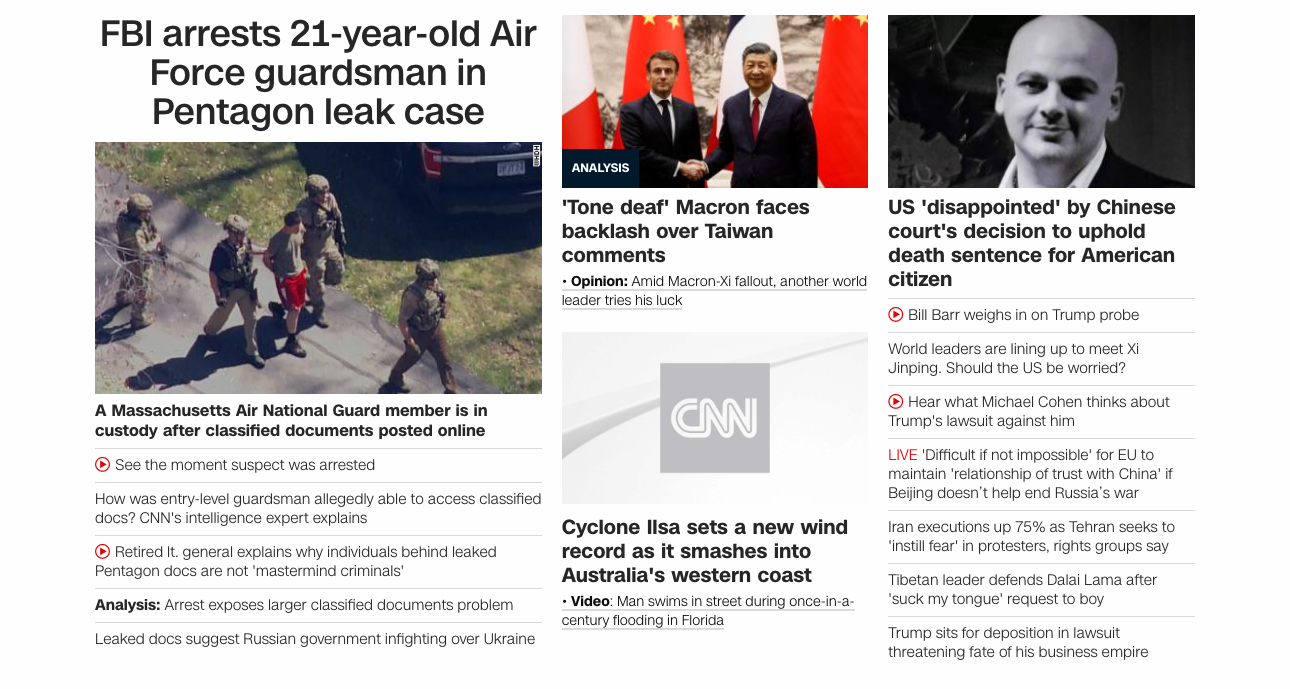 FBI arrests 21-year-old Air
Force guardsman in
Pentagon leak case
WHDH
A Massachusetts Air National Guard member is in
custody after classified documents posted online
See the moment suspect was arrested
How was entry-level guardsman allegedly able to access classified
docs? CNN's intelligence expert explains
Retired lt. general explains why individuals behind leaked
Pentagon docs are not 'mastermind criminals'
Analysis: Arrest exposes larger classified documents problem
Leaked docs suggest Russian government infighting over Ukraine
ANALYSIS
'Tone deaf' Macron faces
backlash over Taiwan
comments
• Opinion: Amid Macron-Xi fallout, another world
leader tries his luck
CNN
Cyclone Ilsa sets a new wind
record as it smashes into
Australia's western coast
• Video: Man swims in street during once-in-a-
century flooding in Florida
US 'disappointed' by Chinese
court's decision to uphold
death sentence for American
citizen
Bill Barr weighs in on Trump probe
World leaders are lining up to meet Xi
Jinping. Should the US be worried?
Hear what Michael Cohen thinks about
Trump's lawsuit against him
LIVE 'Difficult if not impossible' for EU to
maintain 'relationship of trust with China' if
Beijing doesn’t help end Russia’s war
Iran executions up 75% as Tehran seeks to
'instill fear' in protesters, rights groups say
Tibetan leader defends Dalai Lama after
'suck my tongue' request to boy
Trump sits for deposition in lawsuit
threatening fate of his business empire